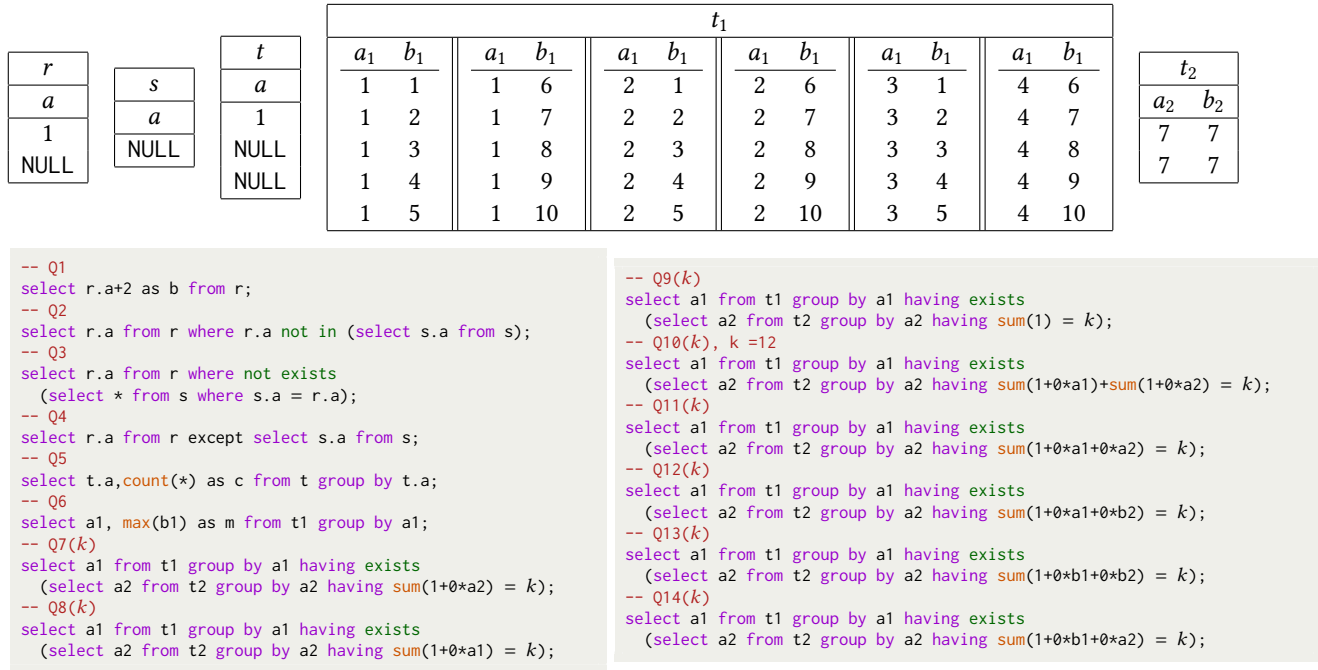 r
a
1
NULL
s
a
NULL
t
a
1
NULL
NULL
t1
a1 b1 a1 b1 a1 b1 a1 b1 a1 b1 a1 b1
1 1 1 6 2 1 2 6 3 1 4 6
1 2 1 7 2 2 2 7 3 2 4 7
1 3 1 8 2 3 2 8 3 3 4 8
1 4 1 9 2 4 2 9 3 4 4 9
1 5 1 10 2 5 2 10 3 5 4 10
t2
a2 b2
7 7
7 7
-- Q1
select r.a+2 as b from r;
-- Q2
select r.a from r where r.a not in (select s.a from s);
-- Q3
select r.a from r where not exists
(select * from s where s.a = r.a);
-- Q4
select r.a from r except select s.a from s;
-- Q5
select t.a,count(*) as c from t group by t.a;
-- Q6
select a1, max(b1) as m from t1 group by a1;
-- Q7(k)
select a1 from t1 group by a1 having exists
(select a2 from t2 group by a2 having sum(1+0*a2) = k);
-- Q8(k)
select a1 from t1 group by a1 having exists
(select a2 from t2 group by a2 having sum(1+0*a1) = k);
-- Q9(k)
select a1 from t1 group by a1 having exists
(select a2 from t2 group by a2 having sum(1) = k);
-- Q10(k), k =12
select a1 from t1 group by a1 having exists
(select a2 from t2 group by a2 having sum(1+0*a1)+sum(1+0*a2) = k);
-- Q11(k)
select a1 from t1 group by a1 having exists
(select a2 from t2 group by a2 having sum(1+0*a1+0*a2) = k);
-- Q12(k)
select a1 from t1 group by a1 having exists
(select a2 from t2 group by a2 having sum(1+0*a1+0*b2) = k);
-- Q13(k)
select a1 from t1 group by a1 having exists
(select a2 from t2 group by a2 having sum(1+0*b1+0*b2) = k);
-- Q14(k)
select a1 from t1 group by a1 having exists
(select a2 from t2 group by a2 having sum(1+0*b1+0*a2) = k);